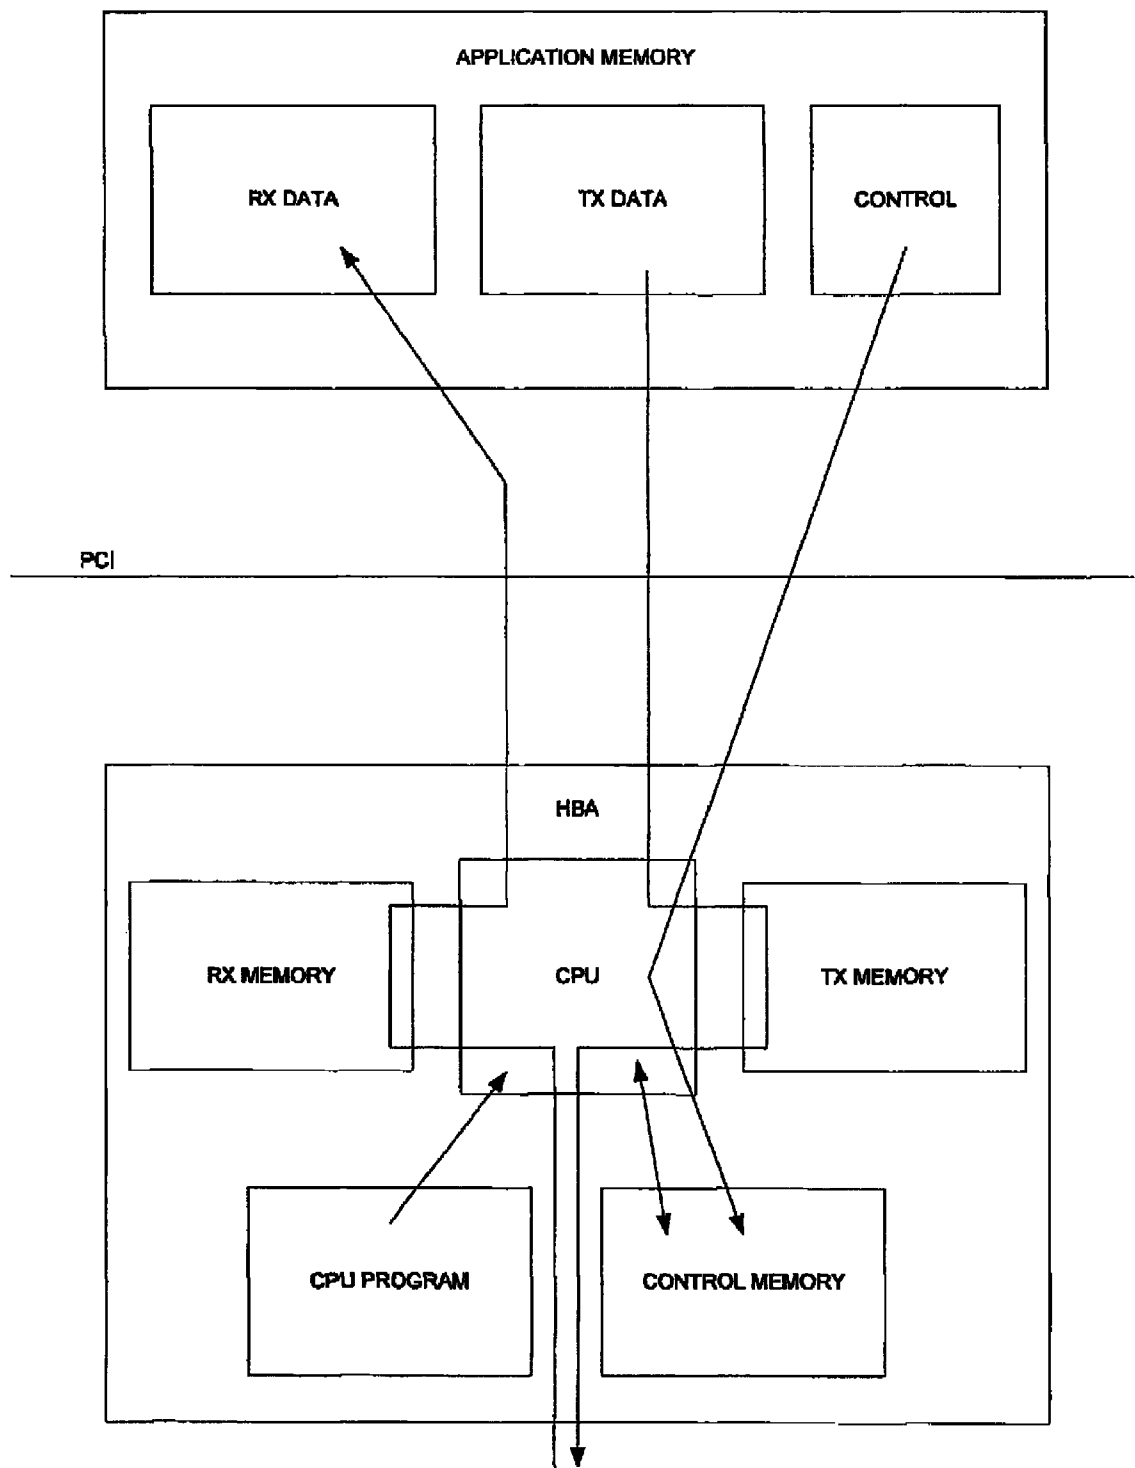 APPLICATION MEMORY
RX DATA
TX DATA
CONTROL
PCI
HBA
RX MEMORY
CPU
TX MEMORY
CPU PROGRAM
CONTROL MEMORY